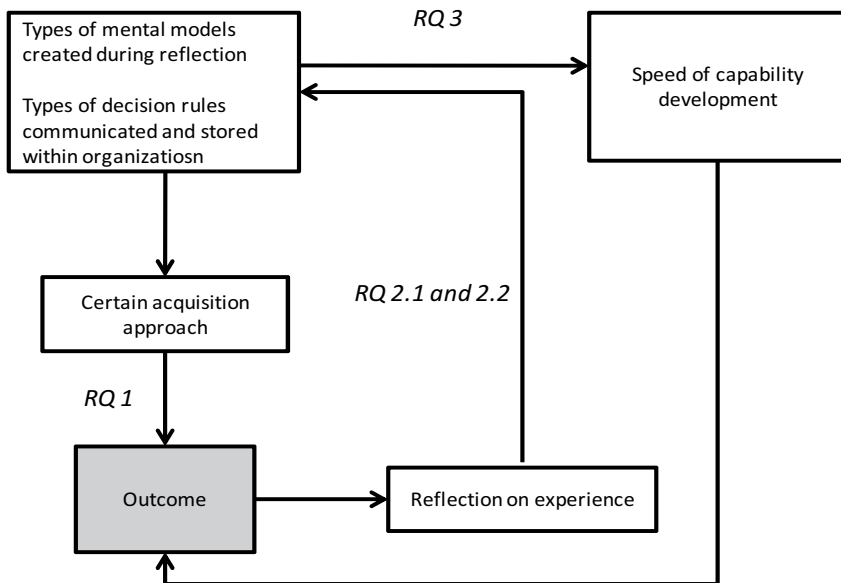 Types of mental models
created during reflection
Types of decision rules
communicated and stored
within organizatiosn
RQ 3
Speed of capability
development
Certain acquisition
approach
RQ 2.1 and 2.2
RQ 1
Outcome
Reflection on experience